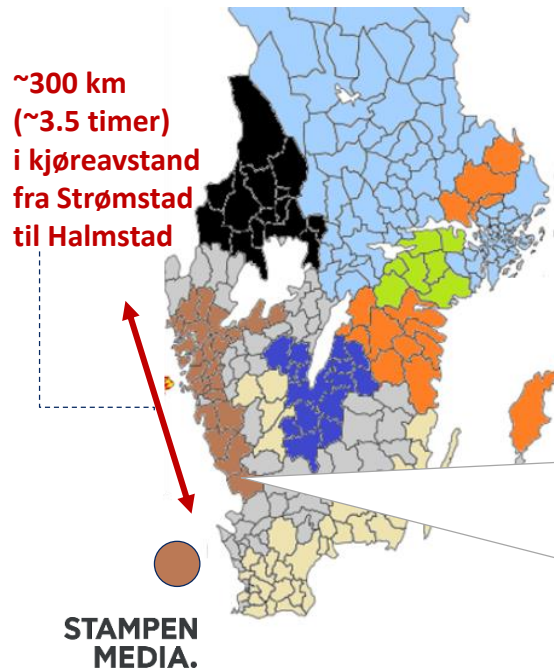 ~300 km
(~3.5 timer)
i kjøreavstand
fra Strømstad
til Halmstad
STAMPEN
MEDIA.